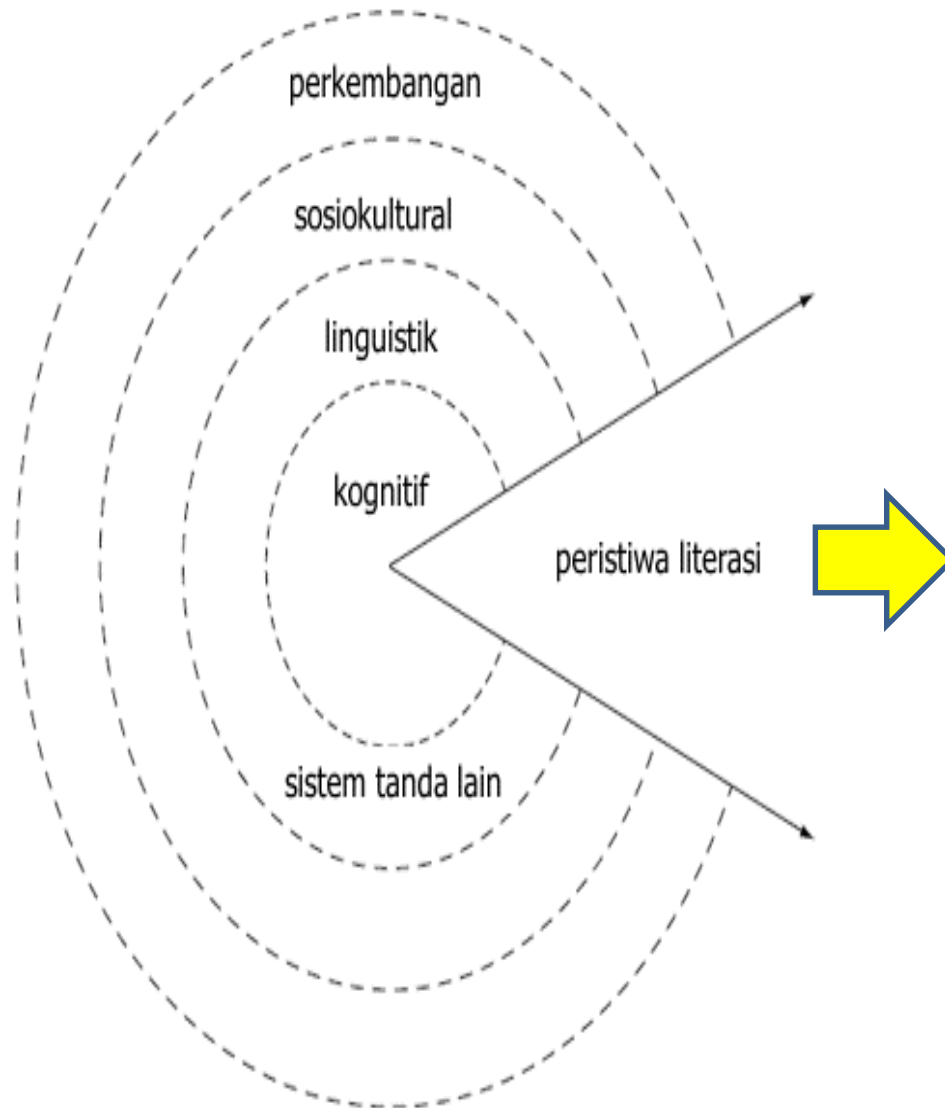 perkembangan
sosiokultural
linguistik
kognitif
peristiwa literasi
sistem tanda lain